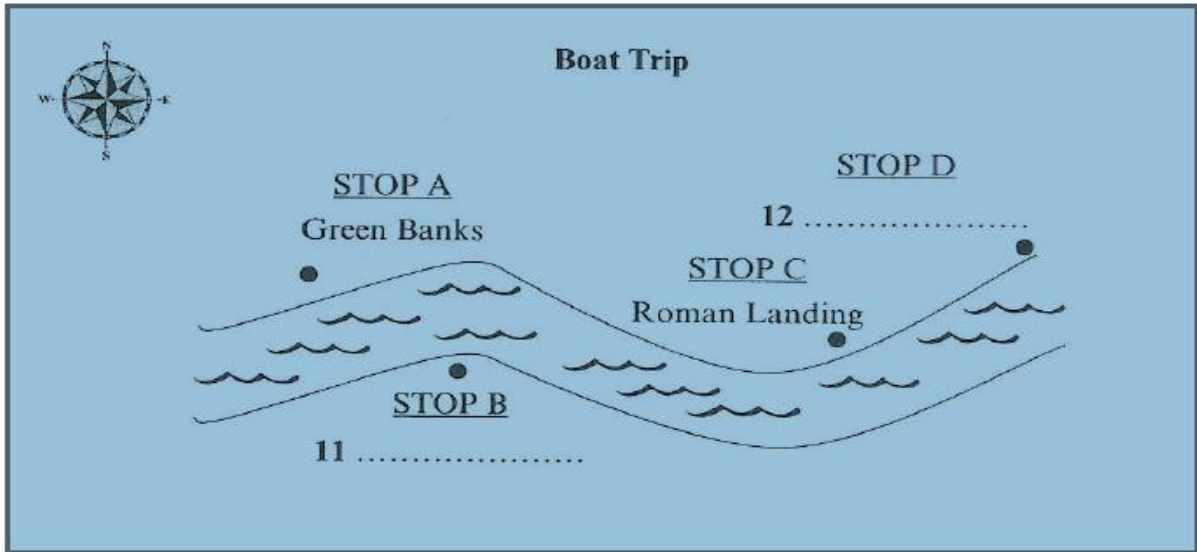 Boat Trip
N
W
E
S
STOP A
Green Banks
STOP B
11 ........................
STOP C
Roman Landing
STOP D
12 ........................